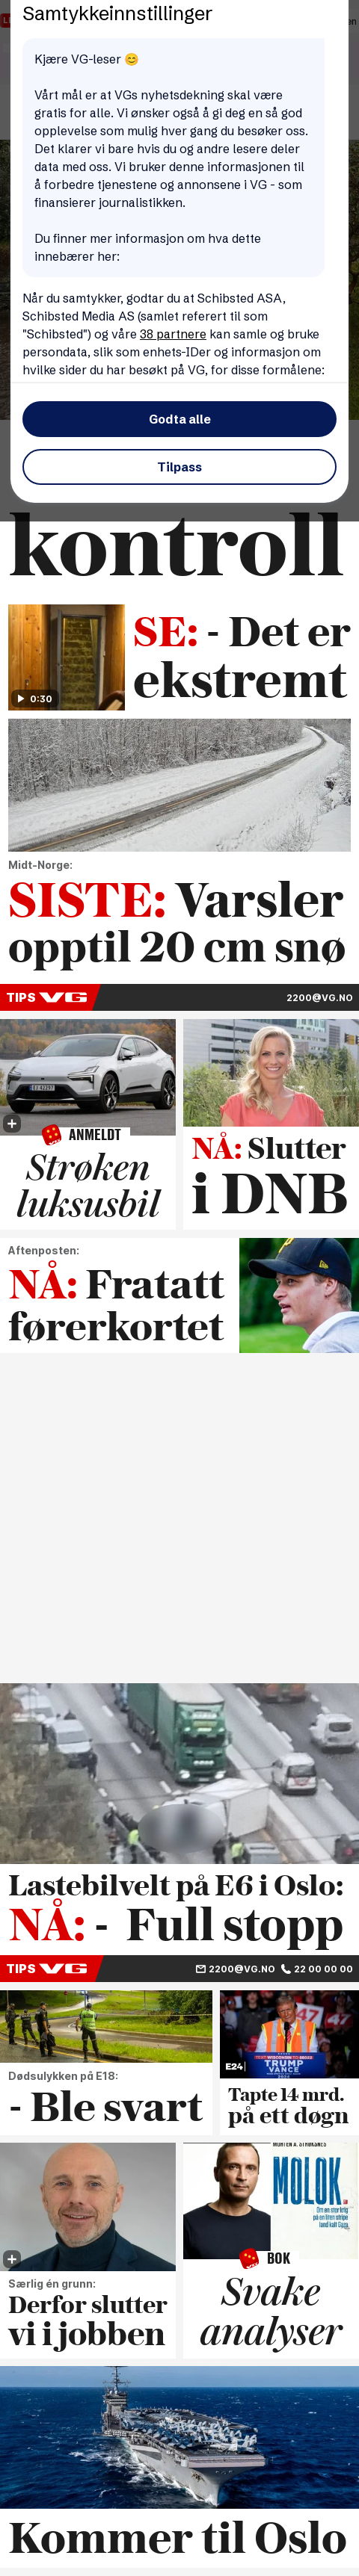 Samtykkeinnstillinger
Kjære VG-leser 😊
Vårt mål er at VGs nyhetsdekning skal være
gratis for alle. Vi ønsker også å gi deg en så god
opplevelse som mulig hver gang du besøker oss.
Det klarer vi bare hvis du og andre lesere deler
data med oss. Vi bruker denne informasjonen til
å forbedre tjenestene og annonsene i VG - som
finansierer journalistikken.
Du finner mer informasjon om hva dette
innebærer her:
Når du samtykker, godtar du at Schibsted ASA,
Schibsted Media AS (samlet referert til som
"Schibsted") og våre 38 partnere kan samle og bruke
persondata, slik som enhets-IDer og informasjon om
hvilke sider du har besøkt på VG, for disse formålene:
Godta alle
Tilpass
kontroll
0:30
SE: - Det er
ekstremt
Midt-Norge:
SISTE: Varsler
opptil 20 cm snø
TIPS VG
2200@VG.NO
ANMELDT
Strøken
luksusbil
NÅ: Slutter
i DNB
Aftenposten:
NÅ: Fratatt
førerkortet
Lastebilvelt på E6 i Oslo:
NÅ: - Full stopp
TIPS VG
2200@VG.NO 22 00 00 00
Dødsulykken på E18:
- Ble svart
E24
TRUMP
VANCE
Tapte 14 mrd.
på ett døgn
Særlig én grunn:
Derfor slutter
vi i jobben
MOLOK
BOK
Svake
analyser
Kommer til Oslo